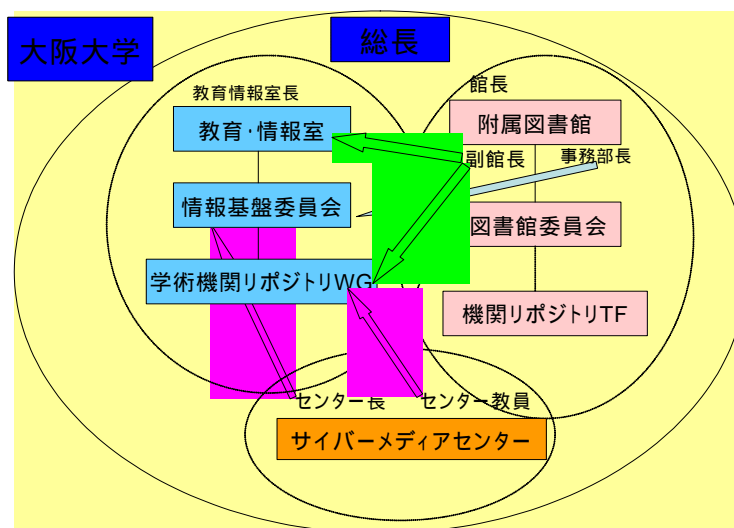 大阪大学
総長
教育情報室長
教育・情報室
情報基盤委員会
学術機関リポジトリWG
館長
附属図書館
副館長
事務部長
図書館委員会
機関リポジトリTF
センター長
センター教員
サイバーメディアセンター